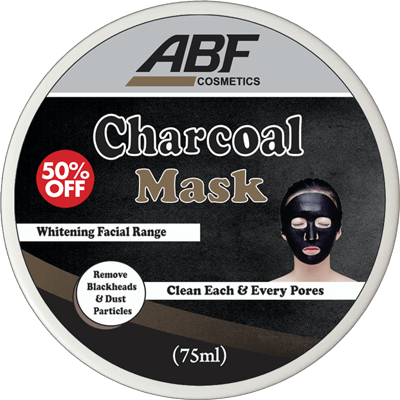 ABF
COSMETICS
Charcoal
50%
OFF
Mask
Whitening Facial Range
Remove
Blackheads
& Dust
Particles
Clean Each & Every Pores
(75ml)